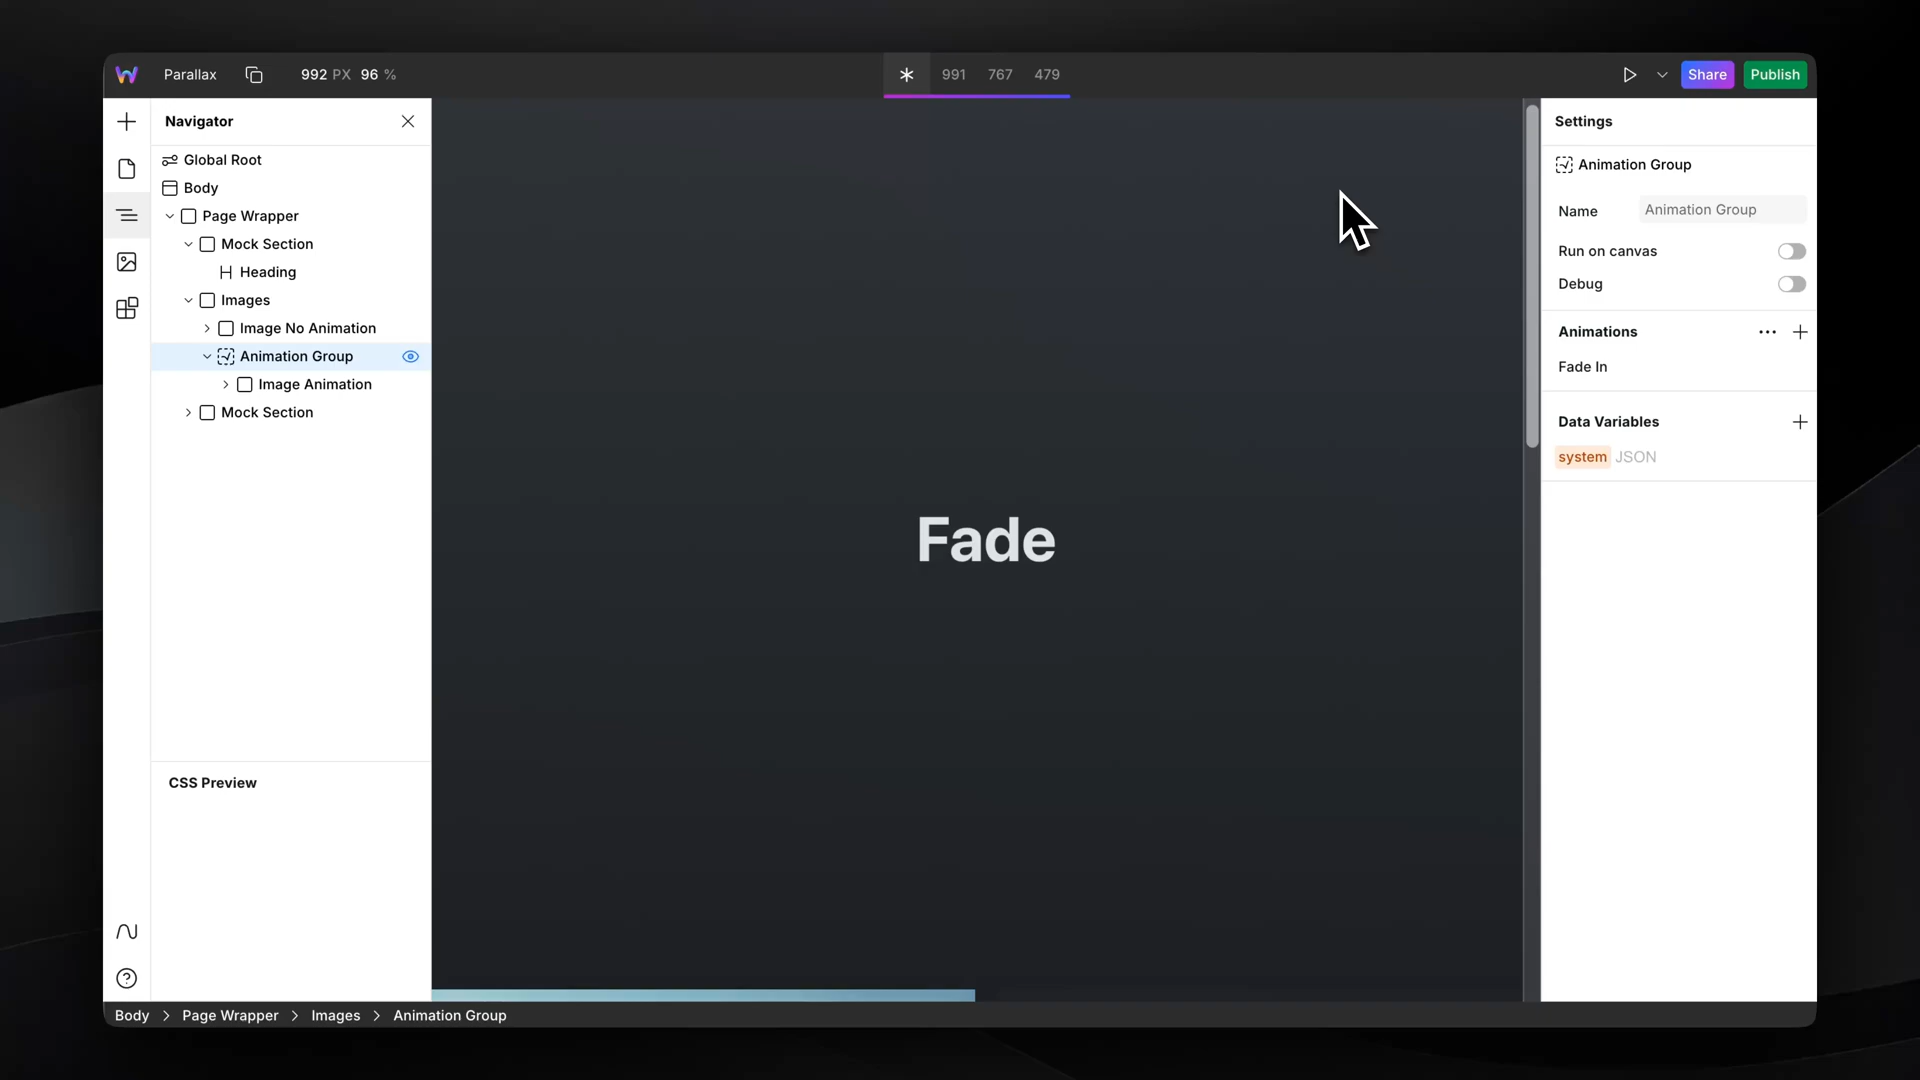 Parallax
992 PX 96 %
991 767 479
Share
Publish
Navigator
Global Root
Body
Page Wrapper
Mock Section
Heading
Images
Image No Animation
Animation Group
Image Animation
Mock Section
CSS Preview
Fade
Settings
Animation Group
Name Animation Group
Run on canvas
Debug
Animations
Fade In
Data Variables
system JSON
Body > Page Wrapper > Images > Animation Group